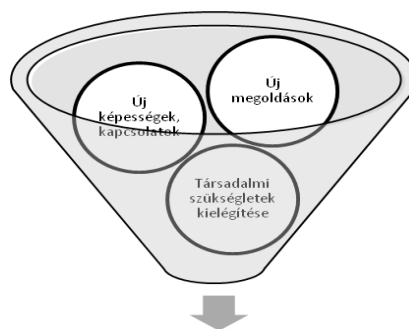 Új
képességek,
kapcsolatok
Új
megoldások
Társadalmi
szükségletek
kielégítése